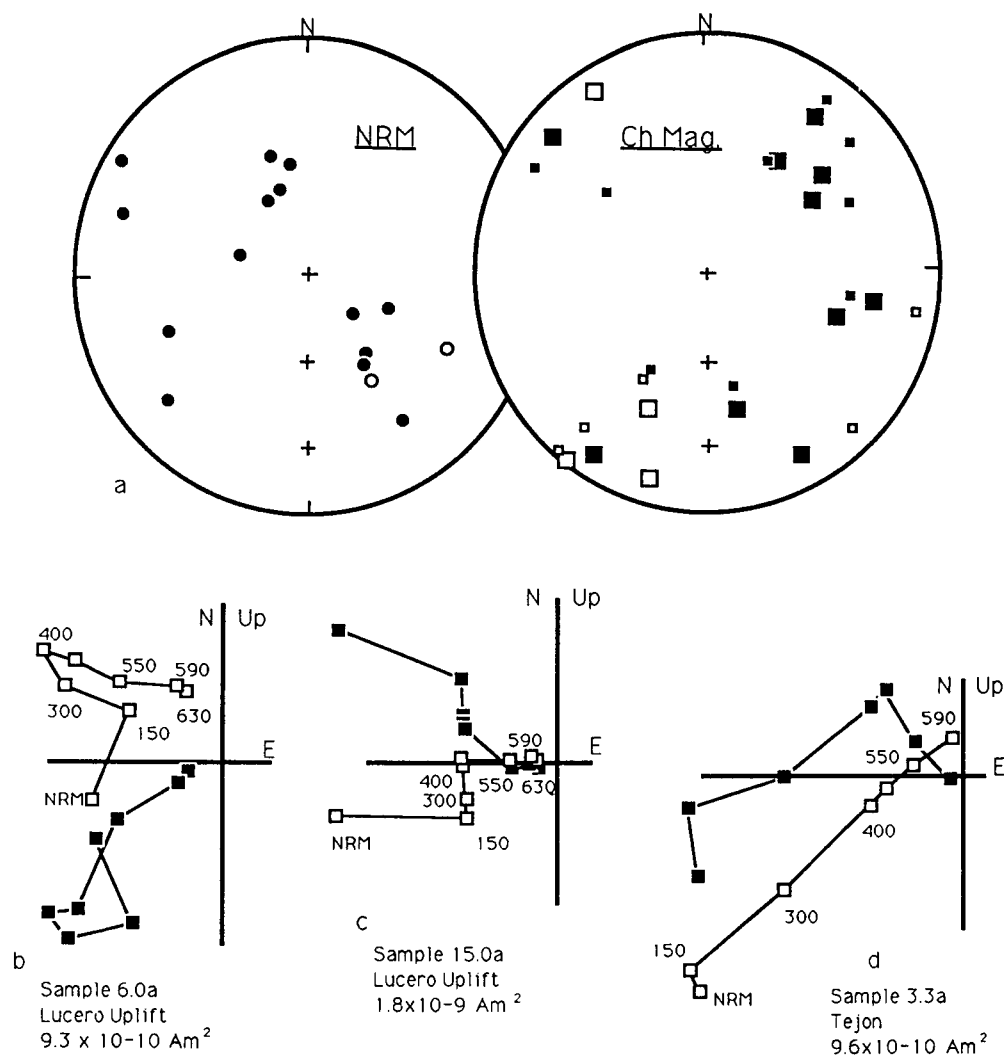 N
N
NRM
Ch Mag.
a
N Up
400
550 590
300
150
630
E
NRM
b
Sample 6.0a
Lucero Uplift
9.3 x 10-10 Am²
N Up
590
E
400 550 630
300
NRM
150
c
Sample 15.0a
Lucero Uplift
1.8x10-9 Am²
N Up
590
550
E
400
300
150
NRM
d
Sample 3.3a
Tejon
9.6x10-10 Am²